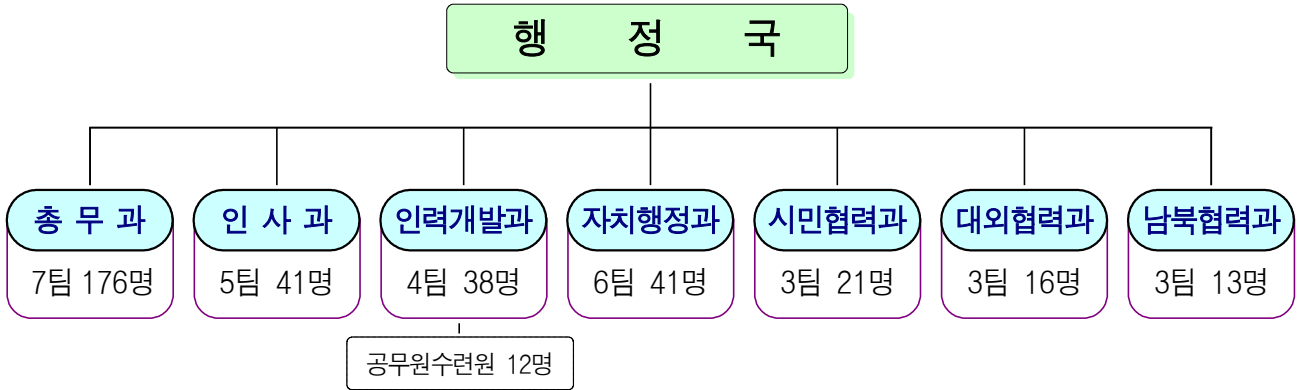 행 정 국
총 무 과
인 사 과
인력개발과
자치행정과
시민협력과
대외협력과
남북협력과
7팀 176명
5팀 41명
4팀 38명
6팀 41명
3팀 21명
3팀 16명
3팀 13명
공무원수련원 12명